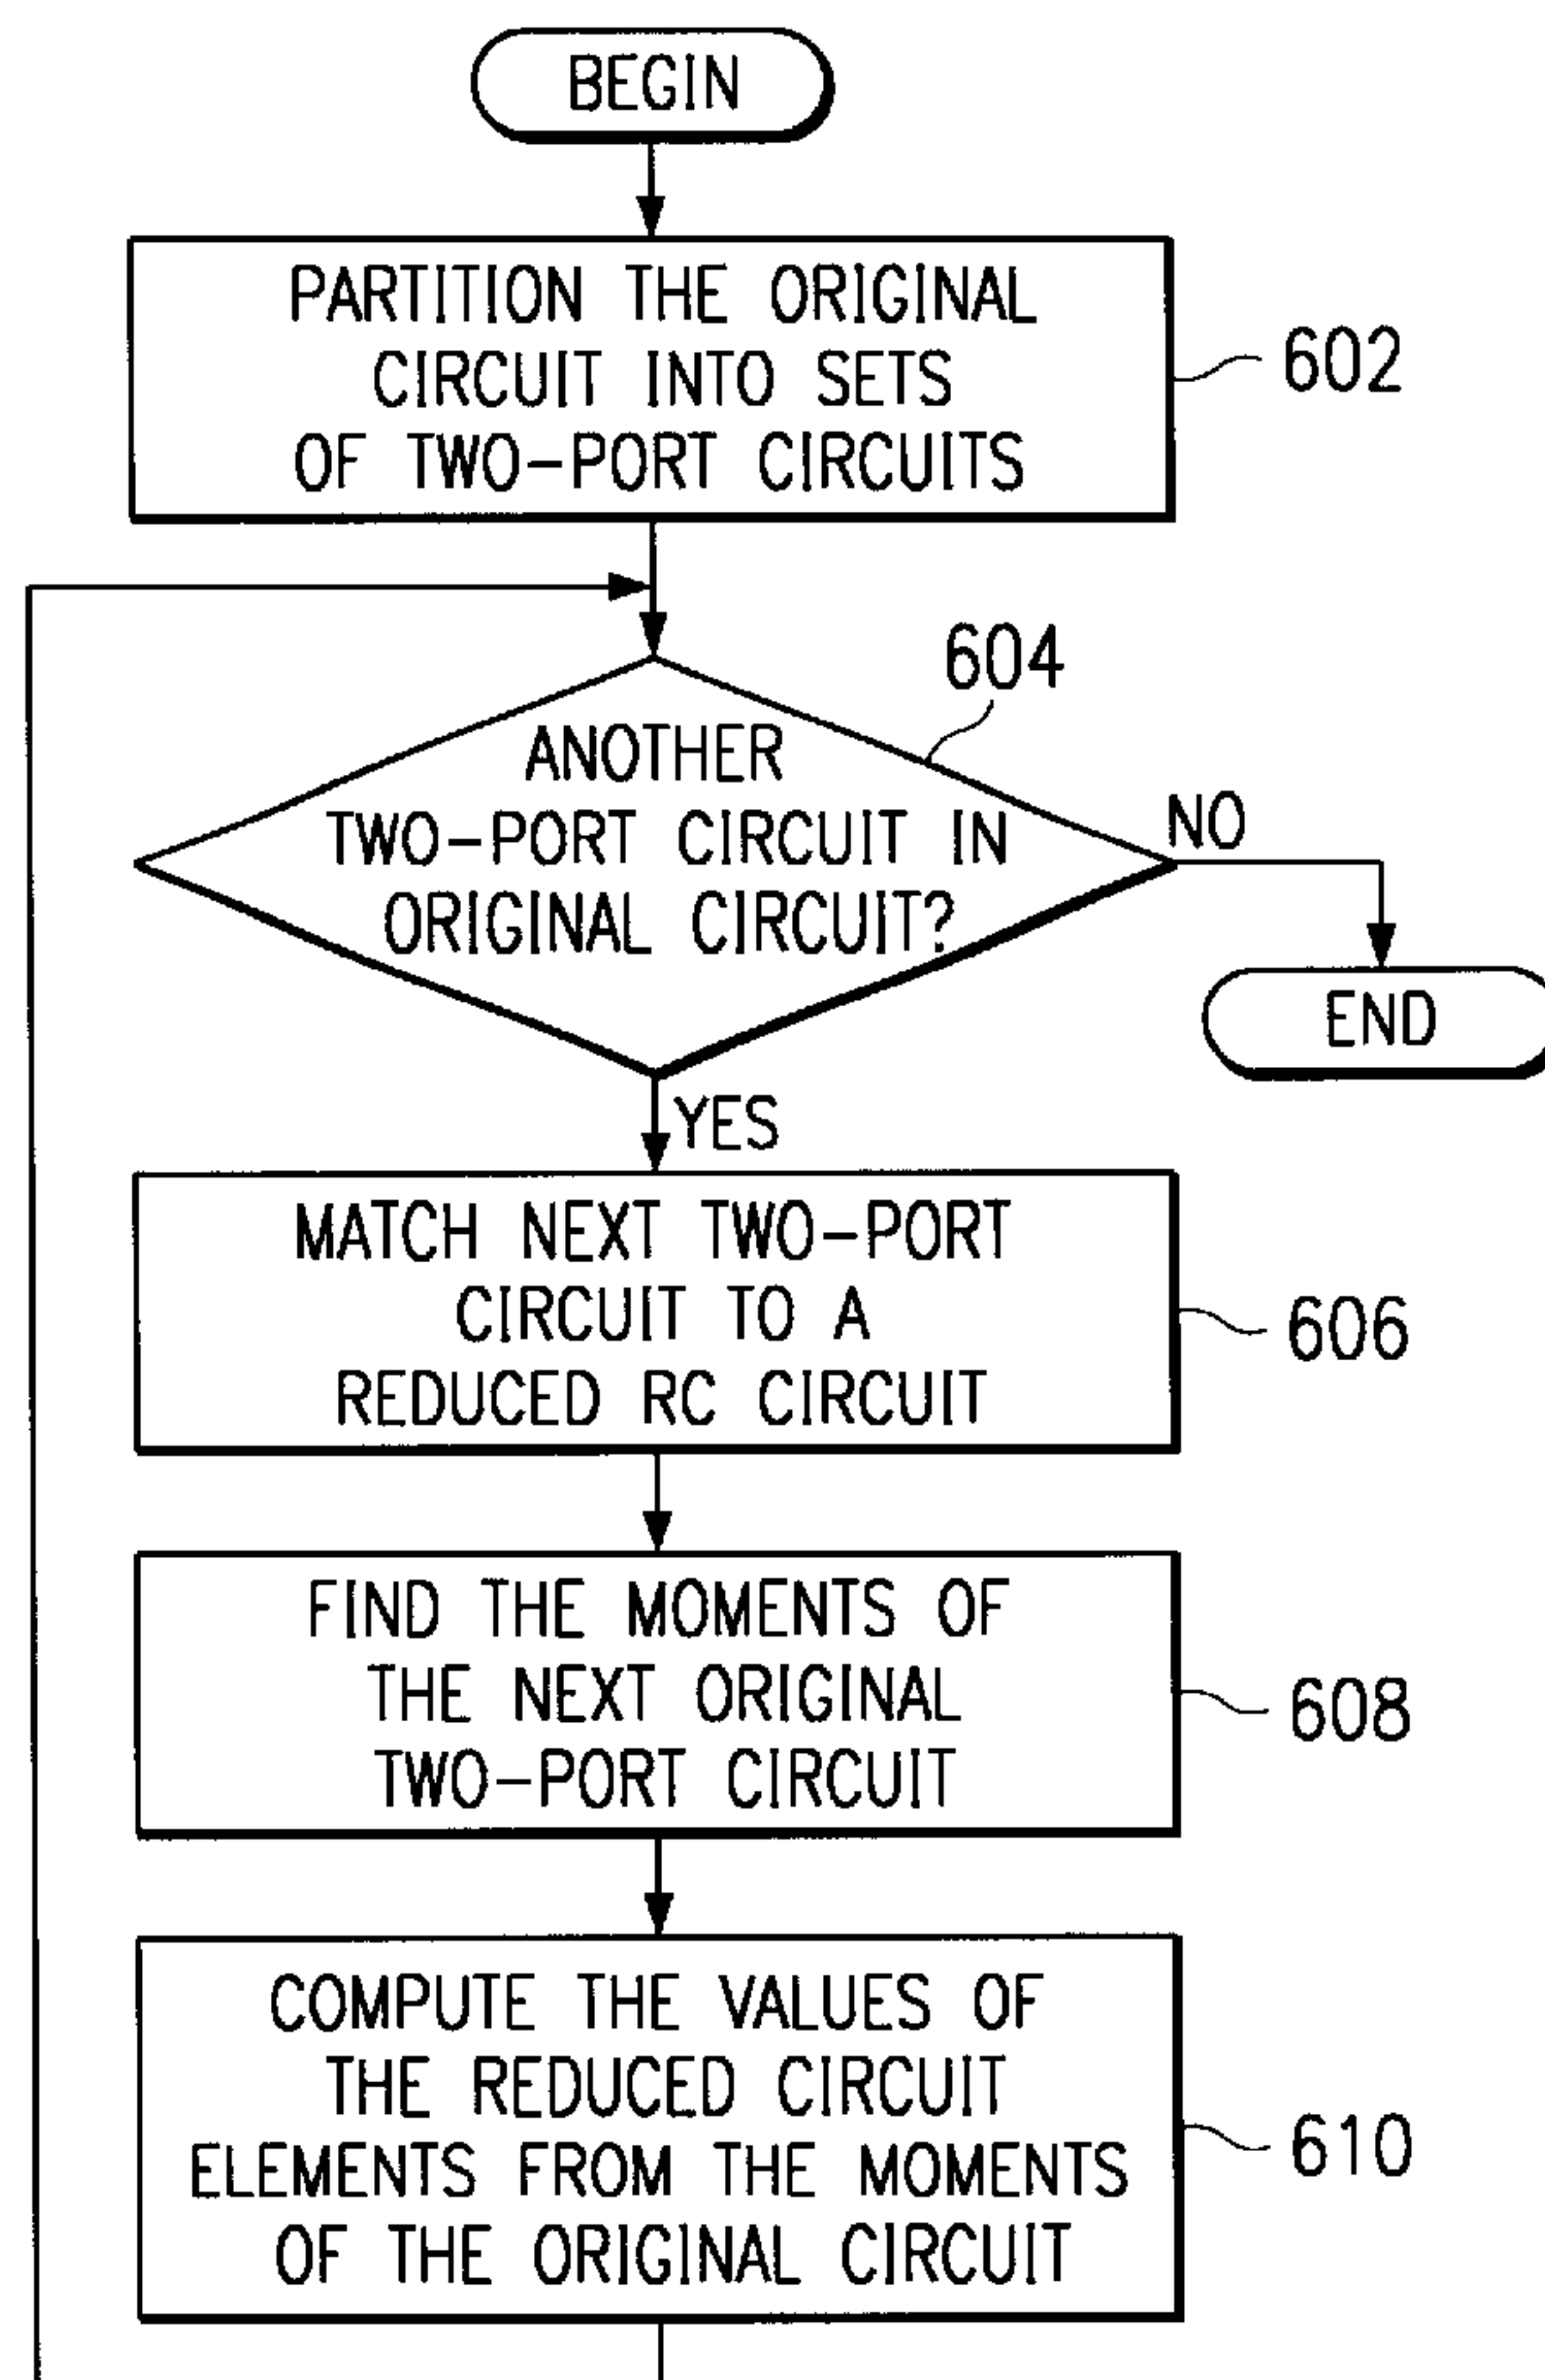 BEGIN
PARTITION THE ORIGINAL
CIRCUIT INTO SETS
OF TWO-PORT CIRCUITS
602
604
ANOTHER
TWO-PORT CIRCUIT IN
ORIGINAL CIRCUIT?
NO
END
YES
MATCH NEXT TWO-PORT
CIRCUIT TO A
REDUCED RC CIRCUIT
606
FIND THE MOMENTS OF
THE NEXT ORIGINAL
TWO-PORT CIRCUIT
608
COMPUTE THE VALUES OF
THE REDUCED CIRCUIT
ELEMENTS FROM THE MOMENTS
OF THE ORIGINAL CIRCUIT
610